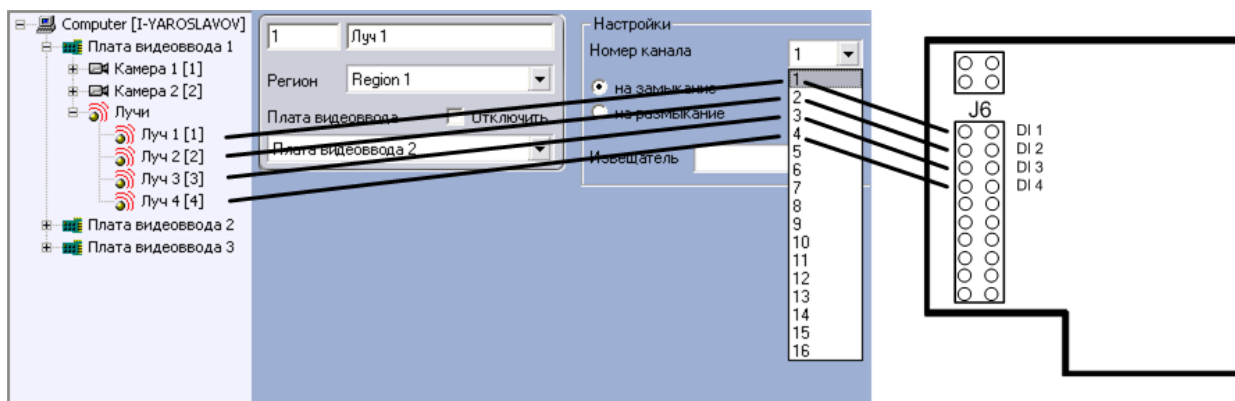 Computer [I-YAROSLAVOV]
Плата видеоввода 1
Камера 1 [1]
Камера 2 [2]
Лучи
Луч 1 [1]
Луч 2 [2]
Луч 3 [3]
Луч 4 [4]
Плата видеоввода 2
Плата видеоввода 3
1
Луч 1
Регион
Region 1
Плата видеоввода
Отключить
Плата видеоввода 2
Настройки
Номер канала
1
на замыкание
на размыкание
Извещатель
1
2
3
4
5
6
7
8
9
10
11
12
13
14
15
16
J6
DI 1
DI 2
DI 3
DI 4